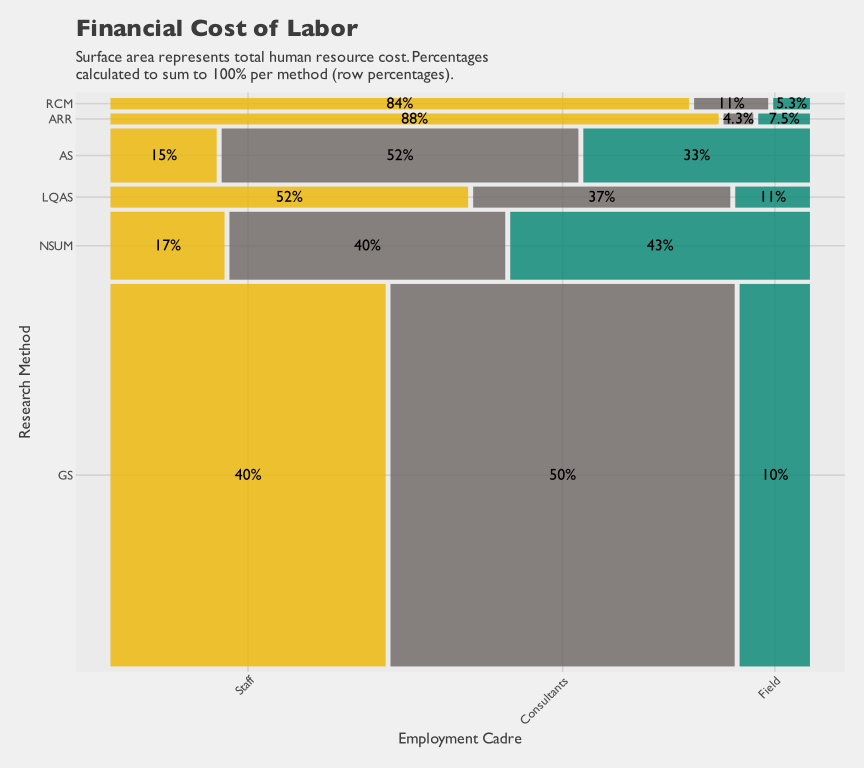 Financial Cost of Labor
Surface area represents total human resource cost. Percentages
calculated to sum to 100% per method (row percentages).
RCM 84% 11% 5.3%
ARR 88% 4.3% 7.5%
AS 15% 52% 33%
LQAS 52% 37% 11%
NSUM 17% 40% 43%
GS 40% 50% 10%
Research Method
Staff Consultants Field
Employment Cadre